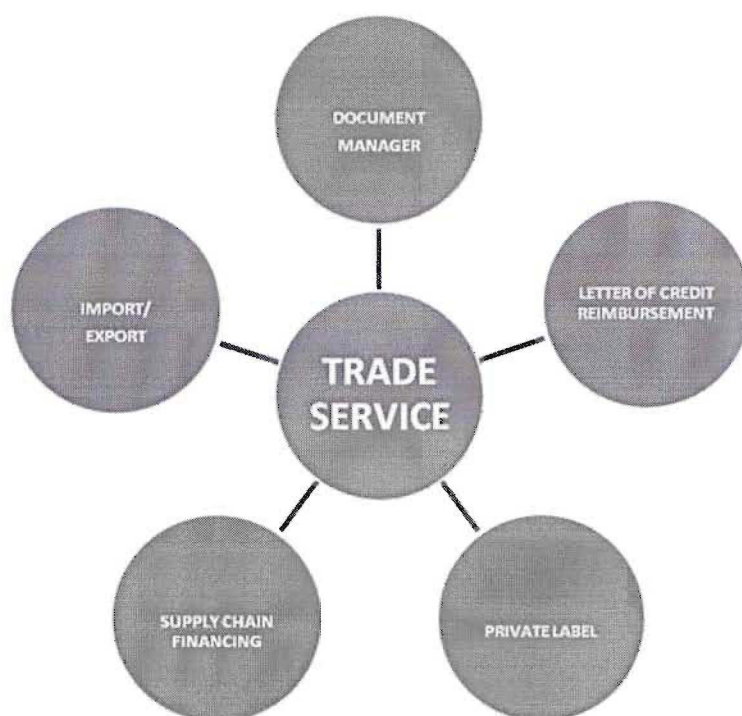 DOCUMENT
MANAGER
IMPORT/
EXPORT
LETTER OF CREDIT
REIMBURSEMENT
TRADE
SERVICE
SUPPLY CHAIN
FINANCING
PRIVATE LABEL